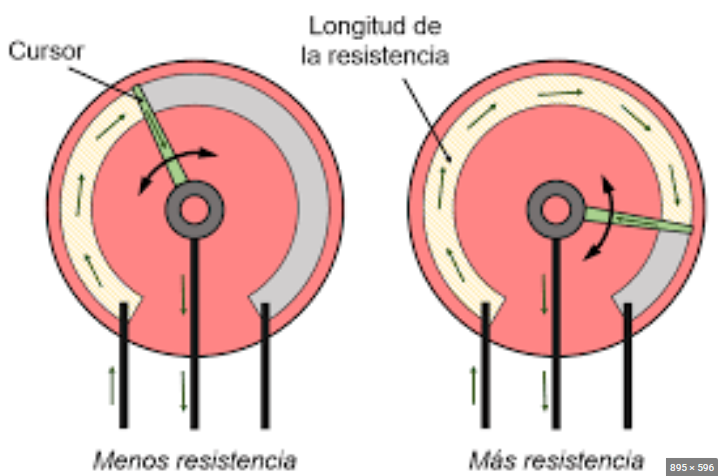 Cursor
Longitud de
la resistencia
Menos resistencia
Más resistencia
895 × 596